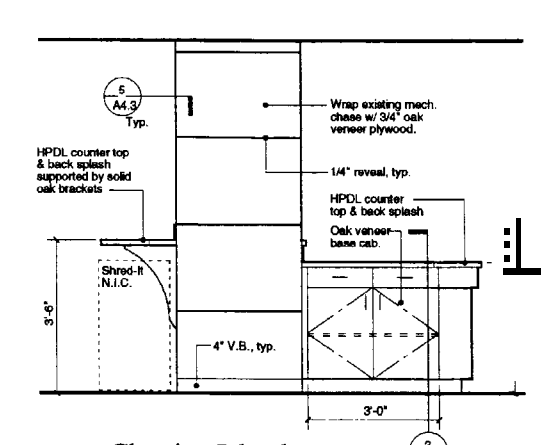 5
A4.3
Typ.
Wrap existing mech.
chase w/ 3/4" oak
veneer plywood.
HPDL counter top
& back splash
supported by solid
oak brackets
1/4" reveal, typ.
HPDL counter
top & back splash
Oak veneer
base cab.
Shred-It
N.I.C.
3'-6"
4" V.B., typ.
3'-0"